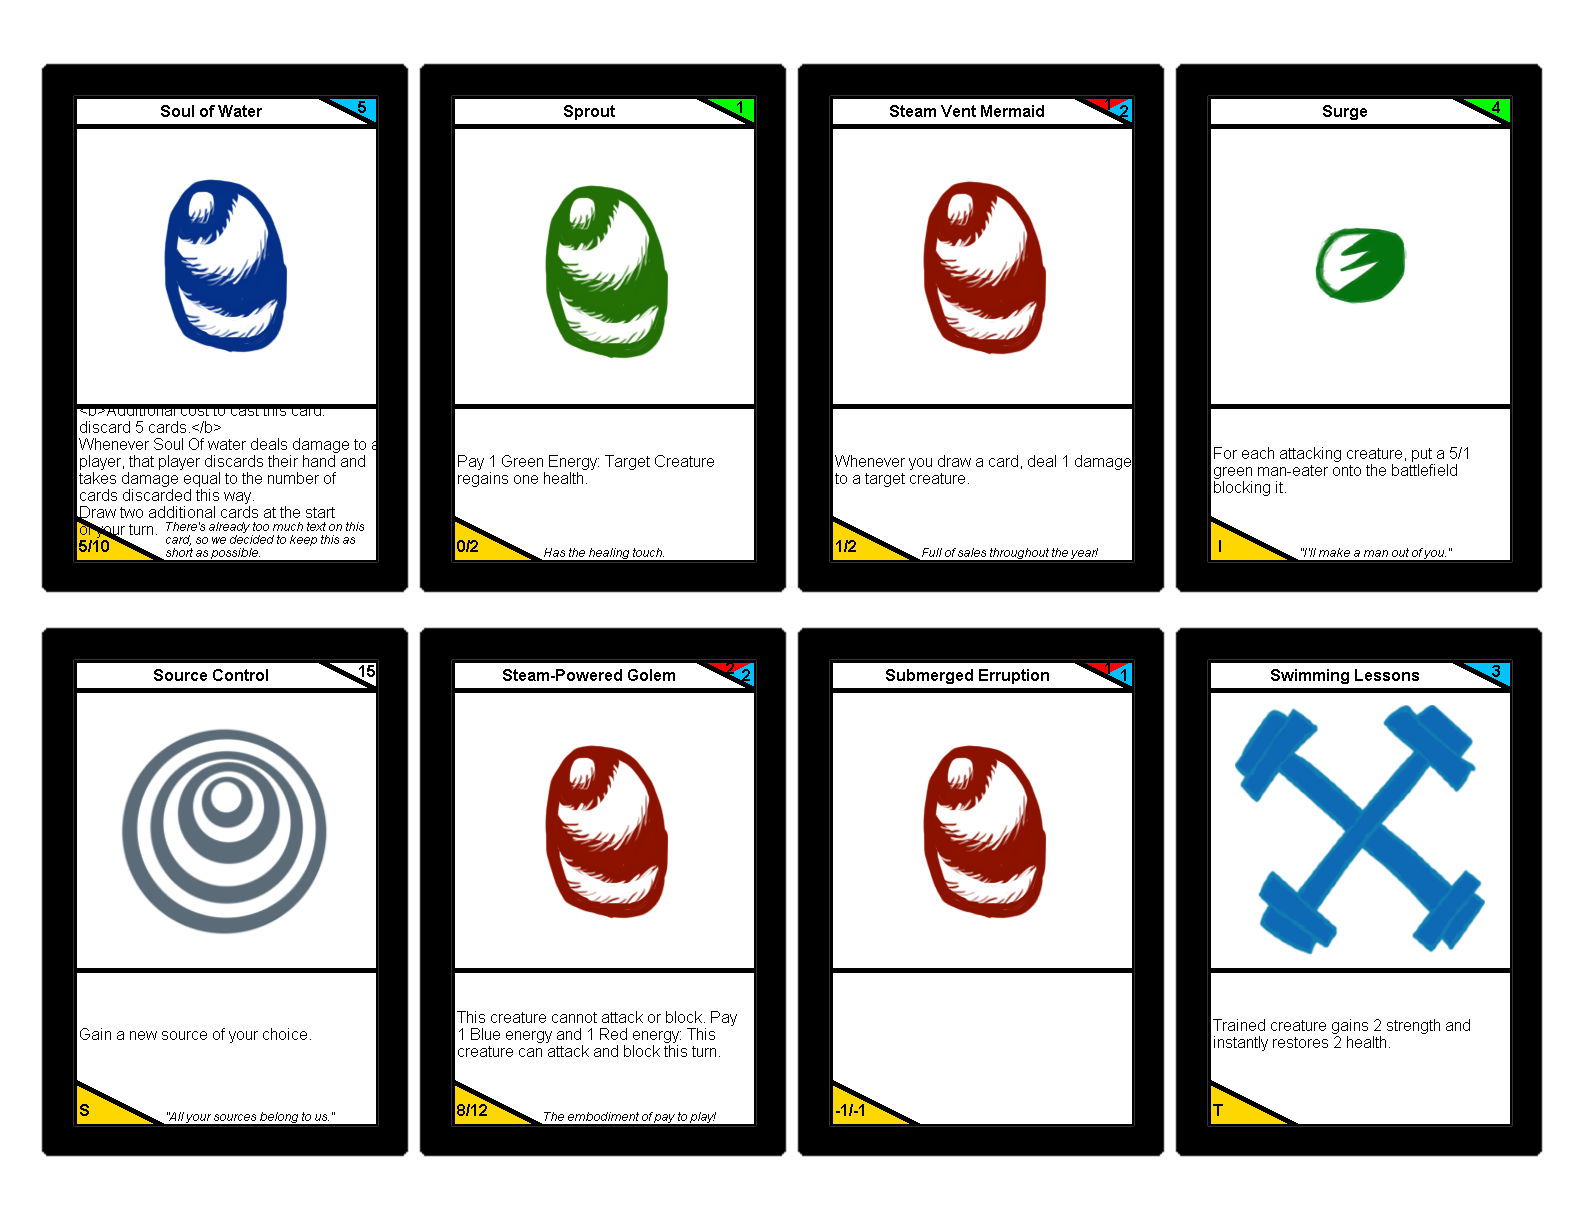 Soul of Water
5
<b>Additional cost to cast this card:
discard 5 cards.</b>
Whenever Soul Of water deals damage to a
player, that player discards their hand and
takes damage equal to the number of
cards discarded this way.
Draw two additional cards at the start
of your turn.
There's already too much text on this
card, so we decided to keep this as
short as possible.
5/10
Sprout
1
Pay 1 Green Energy: Target Creature
regains one health.
0/2
Has the healing touch.
Steam Vent Mermaid
1
2
Whenever you draw a card, deal 1 damage
to a target creature.
1/2
Full of sales throughout the year!
Surge
4
For each attacking creature, put a 5/1
green man-eater onto the battlefield
blocking it.
I
"I'll make a man out of you."
Source Control
15
Gain a new source of your choice.
S
"All your sources belong to us."
Steam-Powered Golem
2
2
This creature cannot attack or block. Pay
1 Blue energy and 1 Red energy: This
creature can attack and block this turn.
8/12
The embodiment of pay to play!
Submerged Erruption
1
1
-1/-1
Swimming Lessons
3
Trained creature gains 2 strength and
instantly restores 2 health.
T